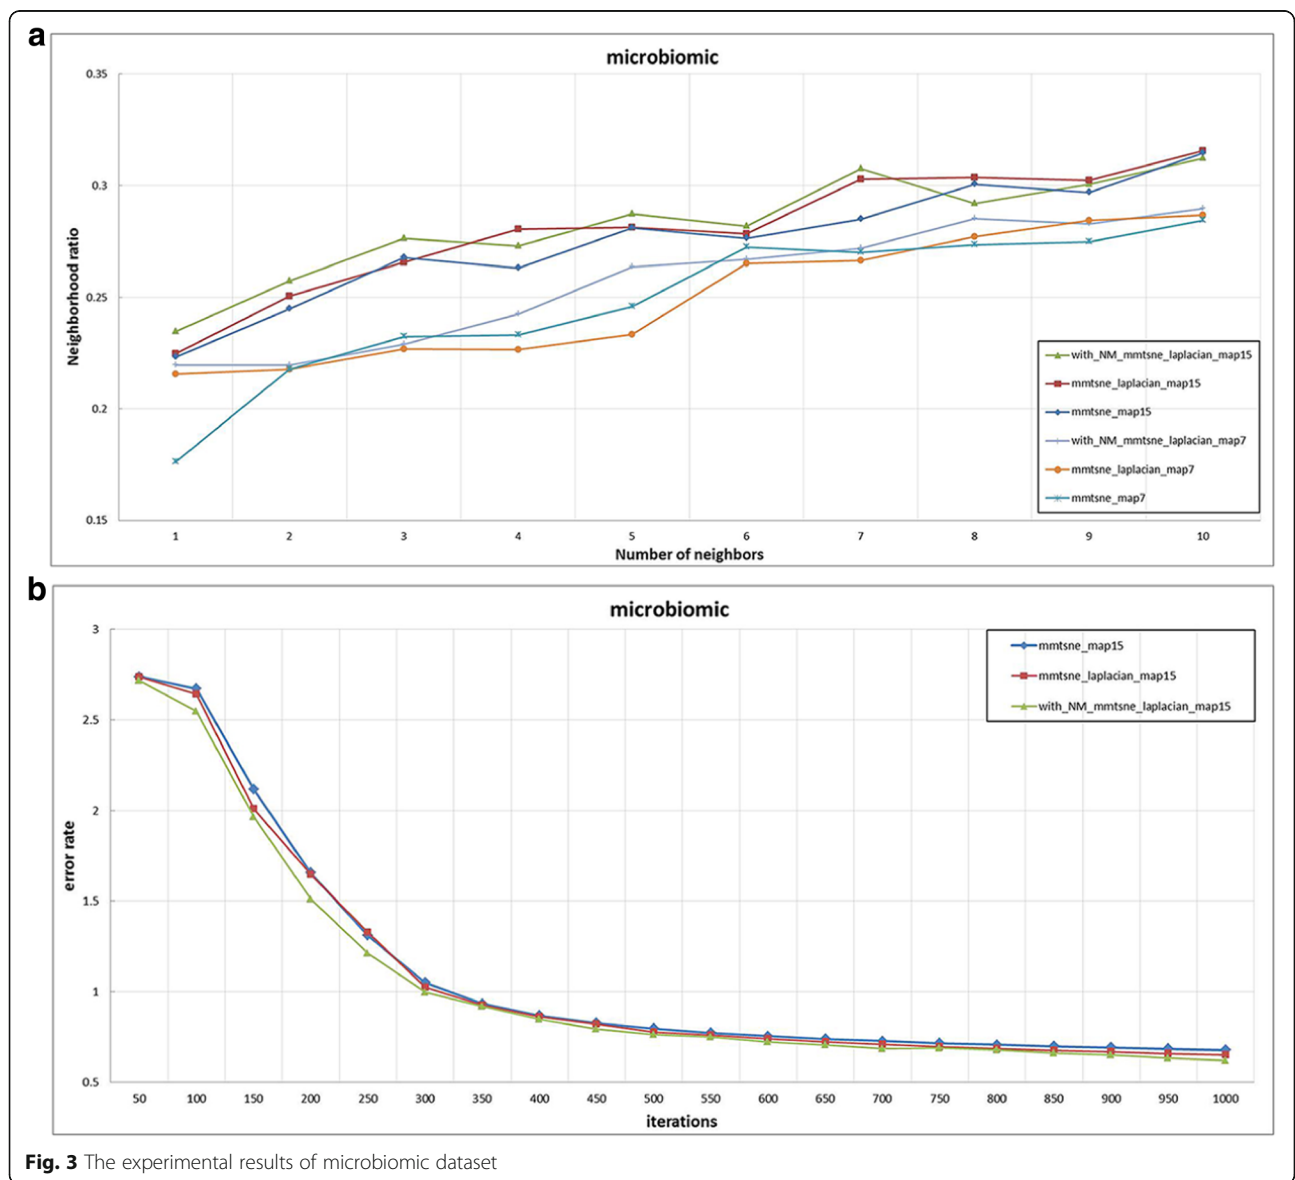 a
microbiomic
0.35
0.3
0.25
0.2
0.15
Neighborhood ratio
with_NM_mmtsne_laplacian_map15
mmtsne_laplacian_map15
mmtsne_map15
with_NM_mmtsne_laplacian_map7
mmtsne_laplacian_map7
mmtsne_map7
1 2 3 4 5 6 7 8 9 10
Number of neighbors
b
microbiomic
3
2.5
2
1.5
1
0.5
error rate
mmtsne_map15
mmtsne_laplacian_map15
with_NM_mmtsne_laplacian_map15
50 100 150 200 250 300 350 400 450 500 550 600 650 700 750 800 850 900 950 1000
iterations
Fig. 3 The experimental results of microbiomic dataset